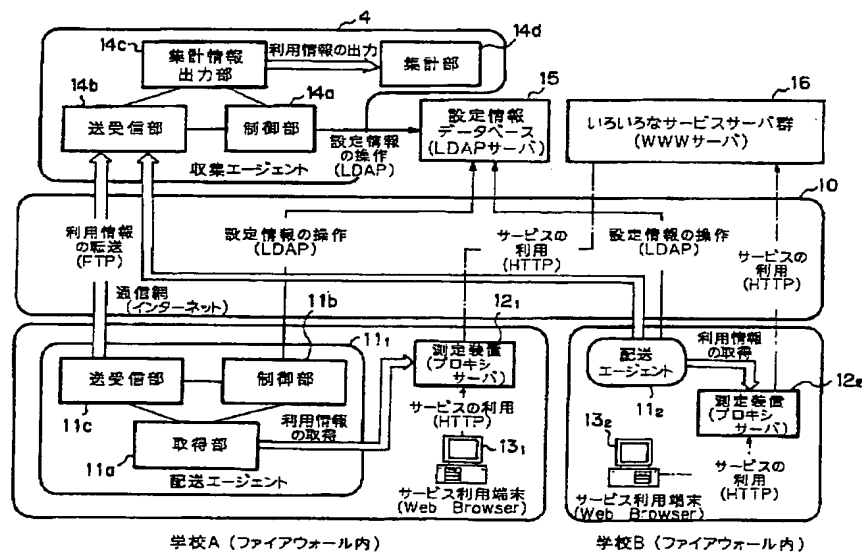 4
14c
集計情報
出力部
利用情報の出力
14d
集計部
14b
送受信部
14a
制御部
収集エージェント
設定情報
の操作
(LDAP)
15
設定情報
データベース
(LDAPサーバ)
16
いろいろなサービスサーバ群
(WWWサーバ)
10
利用情報
の転送
(FTP)
設定情報の操作
(LDAP)
サービスの
利用
(HTTP)
設定情報の操作
(LDAP)
サービスの
利用
(HTTP)
通信網
(インターネット)
11b
11₁
送受信部
11c
制御部
取得部
11a
利用情報
の取得
配送エージェント
12₁
測定装置
(プロキシ
サーバ)
サービスの利用
(HTTP)
13₁
サービス利用端末
(Web Browser)
学校A (ファイアウォール内)
配送
エージェント
11₂
利用情報
の取得
12₂
測定装置
(プロキシ
サーバ)
13₂
サービスの
利用
(HTTP)
サービス利用端末
(Web Browser)
学校B (ファイアウォール内)